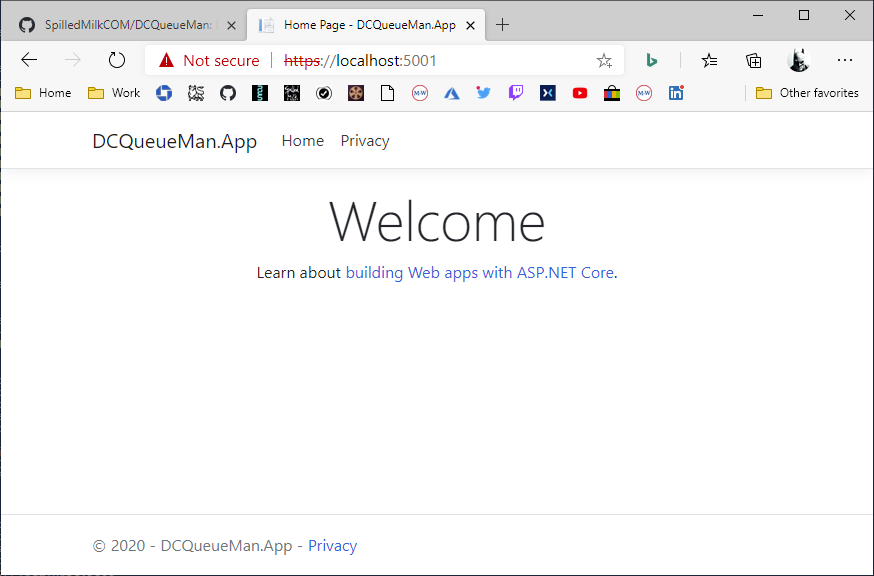 SpilledMilkCOM/DCQueueMan:
Home Page - DCQueueMan.App
Not secure
https://localhost:5001
Home
Work
M-W
M-W
in
Other favorites
DCQueueMan.App
Home
Privacy
Welcome
Learn about building Web apps with ASP.NET Core.
© 2020 - DCQueueMan.App - Privacy